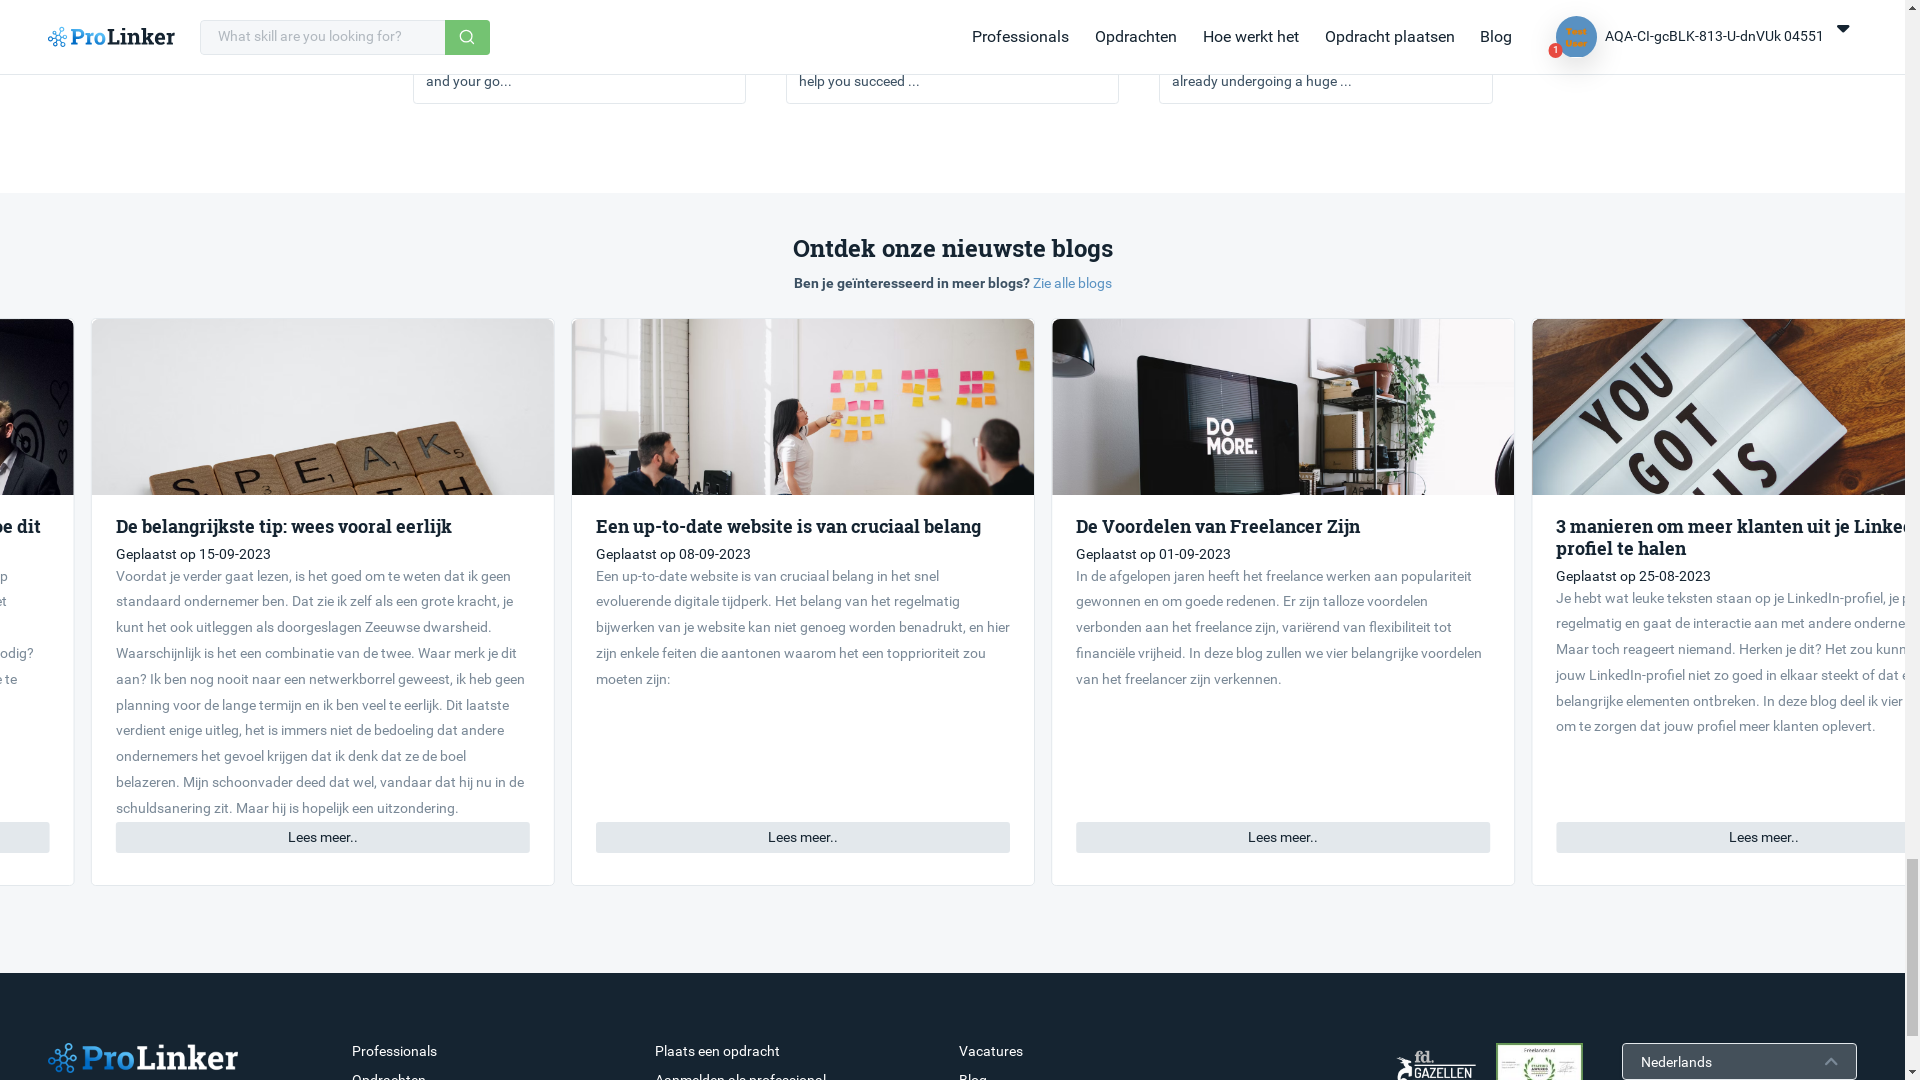 ProLinker
What skill are you looking for?
Professionals
Opdrachten
Hoe werkt het
Opdracht plaatsen
Blog
Test
User
1
AQA-CI-gcBLK-813-U-dnVUk 04551
and your go...
help you succeed ...
already undergoing a huge ...
Ontdek onze nieuwste blogs
Ben je geïnteresseerd in meer blogs? Zie alle blogs
oe dit
p
et
odig?
e te
SPEAK
TH
De belangrijkste tip: wees vooral eerlijk
Geplaatst op 15-09-2023
Voordat je verder gaat lezen, is het goed om te weten dat ik geen
standaard ondernemer ben. Dat zie ik zelf als een grote kracht, je
kunt het ook uitleggen als doorgeslagen Zeeuwse dwarsheid.
Waarschijnlijk is het een combinatie van de twee. Waar merk je dit
aan? Ik ben nog nooit naar een netwerkborrel geweest, ik heb geen
planning voor de lange termijn en ik ben veel te eerlijk. Dit laatste
verdient enige uitleg, het is immers niet de bedoeling dat andere
ondernemers het gevoel krijgen dat ik denk dat ze de boel
belazeren. Mijn schoonvader deed dat wel, vandaar dat hij nu in de
schuldsanering zit. Maar hij is hopelijk een uitzondering.
Lees meer..
Een up-to-date website is van cruciaal belang
Geplaatst op 08-09-2023
Een up-to-date website is van cruciaal belang in het snel
evoluerende digitale tijdperk. Het belang van het regelmatig
bijwerken van je website kan niet genoeg worden benadrukt, en hier
zijn enkele feiten die aantonen waarom het een topprioriteit zou
moeten zijn:
Lees meer..
DO
MORE.
De Voordelen van Freelancer Zijn
Geplaatst op 01-09-2023
In de afgelopen jaren heeft het freelance werken aan populariteit
gewonnen en om goede redenen. Er zijn talloze voordelen
verbonden aan het freelance zijn, variërend van flexibiliteit tot
financiële vrijheid. In deze blog zullen we vier belangrijke voordelen
van het freelancer zijn verkennen.
Lees meer..
YOU
GOT
LLS
3 manieren om meer klanten uit je Linked
profiel te halen
Geplaatst op 25-08-2023
Je hebt wat leuke teksten staan op je LinkedIn-profiel, je p
regelmatig en gaat de interactie aan met andere onderne
Maar toch reageert niemand. Herken je dit? Het zou kunn
jouw LinkedIn-profiel niet zo goed in elkaar steekt of dat e
belangrijke elementen ontbreken. In deze blog deel ik vier
om te zorgen dat jouw profiel meer klanten oplevert.
Lees meer..
ProLinker
Professionals
Opdrachten
Plaats een opdracht
Aanmelden als professional
Vacatures
Blog
fd.
GAZELLEN
Freelancer.nl
Nederlands